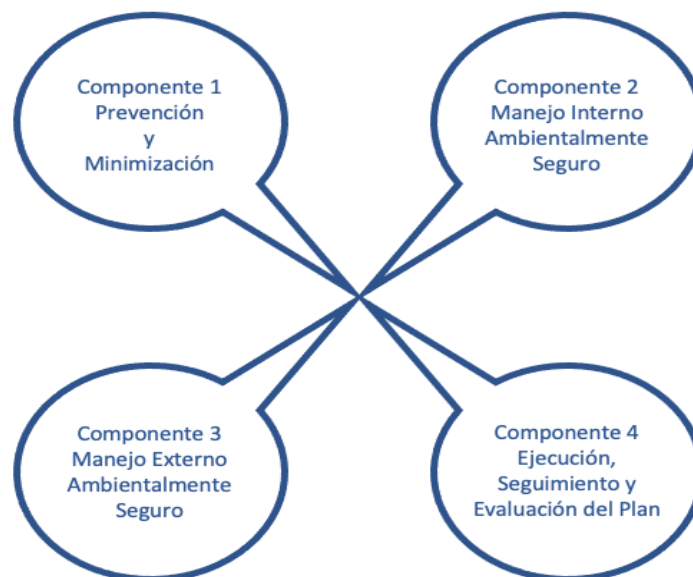 Componente 1
Prevención
y
Minimización
Componente 2
Manejo Interno
Ambientalmente
Seguro
Componente 3
Manejo Externo
Ambientalmente
Seguro
Componente 4
Ejecución,
Seguimiento y
Evaluación del Plan